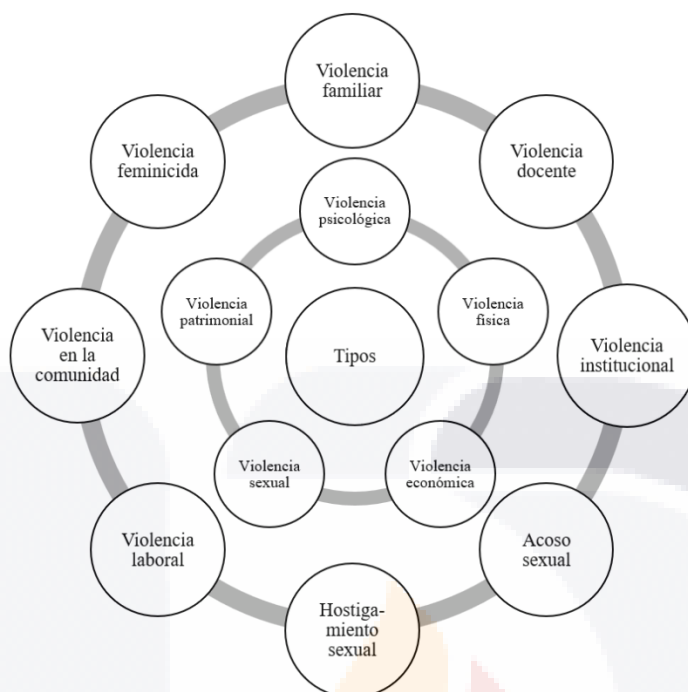 Violencia
familiar
Violencia
feminicida
Violencia
docente
Violencia
psicológica
Violencia
patrimonial
Violencia
física
Violencia
en la
comunidad
Tipos
Violencia
institucional
Violencia
sexual
Violencia
económica
Violencia
laboral
Acoso
sexual
Hostiga-
miento
sexual